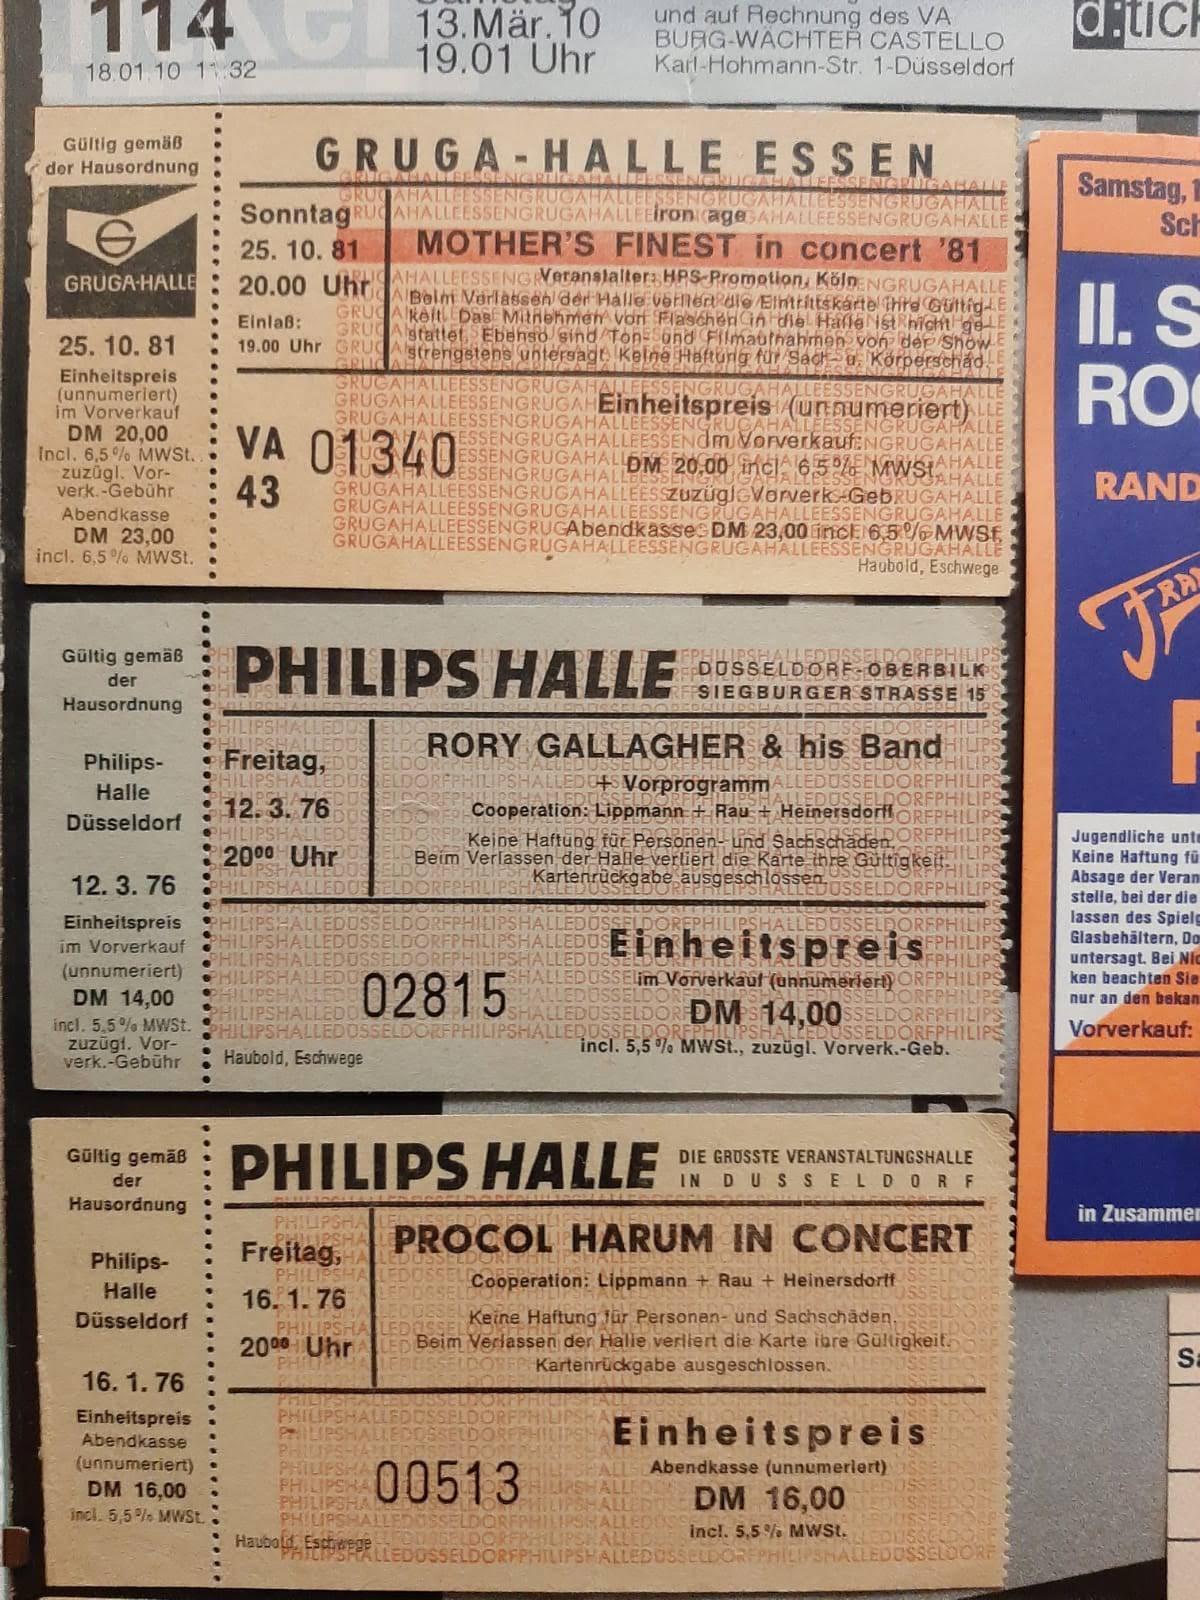 114
18.01.10 11:32
Samstag
13.Mär.10
19.01 Uhr
und auf Rechnung des VA
BURG-WÄCHTER CASTELLO
Karl-Hohmann-Str. 1-Düsseldorf
Gültig gemäß
der Hausordnung
GRUGA-HALLE
25. 10. 81
Einheitspreis
(unnumeriert)
im Vorverkauf
DM 20,00
incl. 6,5% MWSt.
zuzügl. Vor-
verk.-Gebühr
Abendkasse
DM 23,00
incl. 6,5% MWSt.
GRUGA-HALLE ESSEN
Sonntag
25. 10. 81
20.00 Uhr
Einlaß:
19.00 Uhr
iron age
MOTHER'S FINEST in concert '81
Veranstalter: HPS-Promotion, Köln
Beim Verlassen der Halle verliert die Eintrittskarte ihre Gültig-
keit. Das Mitnehmen von Flaschen in die Halle ist nicht ge-
stattet. Ebenso sind Ton- und Filmaufnahmen von der Show
strengstens untersagt. Keine Haftung für Sach- u. Körperschäd.
VA 01340
43
Einheitspreis (unnumeriert)
Im Vorverkauf:
DM 20,00 incl. 6,5% MWSt.
zuzügl. Vorverk.-Geb.
Abendkasse: DM 23,00 incl. 6,5% MWSt.
Haubold, Eschwege
Gültig gemäß
der
Hausordnung
Philips-
Halle
Düsseldorf
12. 3. 76
Einheitspreis
im Vorverkauf
(unnumeriert)
DM 14,00
incl. 5,5% MWSt.
zuzügl. Vor-
verk.-Gebühr
PHILIPS HALLE
DÜSSELDORF-OBERBILK
SIEGBURGER STRASSE 15
Freitag,
12. 3. 76
20⁰⁰ Uhr
RORY GALLAGHER & his Band
+ Vorprogramm
Cooperation: Lippmann + Rau + Heinersdorff
Keine Haftung für Personen- und Sachschäden.
Beim Verlassen der Halle verliert die Karte ihre Gültigkeit.
Kartenrückgabe ausgeschlossen.
02815
Einheitspreis
im Vorverkauf (unnumeriert)
DM 14,00
incl. 5,5% MWSt., zuzügl. Vorverk.-Geb.
Haubold, Eschwege
Gültig gemäß
der
Hausordnung
Philips-
Halle
Düsseldorf
16. 1. 76
Einheitspreis
Abendkasse
(unnumeriert)
DM 16,00
incl. 5,5% MWSt.
PHILIPS HALLE
DIE GRÖSSTE VERANSTALTUNGSHALLE
IN DÜSSELDORF
Freitag,
16. 1. 76
20⁰⁰ Uhr
PROCOL HARUM IN CONCERT
Cooperation: Lippmann + Rau + Heinersdorff
Keine Haftung für Personen- und Sachschäden.
Beim Verlassen der Halle verliert die Karte ihre Gültigkeit.
Kartenrückgabe ausgeschlossen.
00513
Einheitspreis
Abendkasse (unnumeriert)
DM 16,00
incl. 5,5% MWSt.
Haubold, Eschwege
d:tic
Samstag, 1
Sch
II. S
ROC
RAND
FRAN
Jugendliche unte
Keine Haftung fü
Absage der Veran
stelle, bei der die
lassen des Spielg
Glasbehältern, Do
untersagt. Bei Nic
ken beachten Sie
nur an den bekan
Vorverkauf:
in Zusammen
Sa